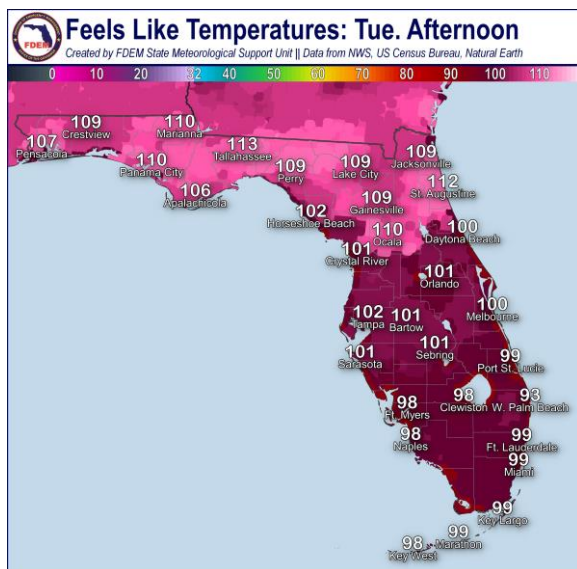 Feels Like Temperatures: Tue. Afternoon
Created by FDEM State Meteorological Support Unit || Data from NWS, US Census Bureau, Natural Earth
0 10 20 32 40 50 60 70 80 90 100 110
109
Crestview
110
Marianna
107
Pensacola
113
Tallahassee
110
Panama City
109
Perry
109
Lake City
109
Jacksonville
106
Apalachicola
112
St. Augustine
109
Gainesville
102
Horseshoe Beach
110
Ocala
100
Daytona Beach
101
Crystal River
101
Orlando
102
Tampa
101
Bartow
100
Melbourne
101
Sarasota
101
Sebring
99
Port St. Lucie
98
Ft. Myers
98
Clewiston
93
W. Palm Beach
98
Naples
99
Ft. Lauderdale
99
Miami
99
Key Largo
99
Marathon
98
Key West